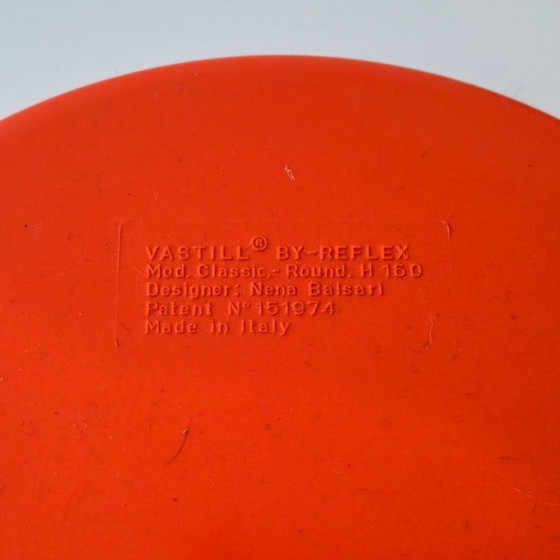 VASTILL® BY-REFLEX
Mod. Classic.- Round. H 160
Designer: Nena Balsari
Patent N° 151974
Made in Italy